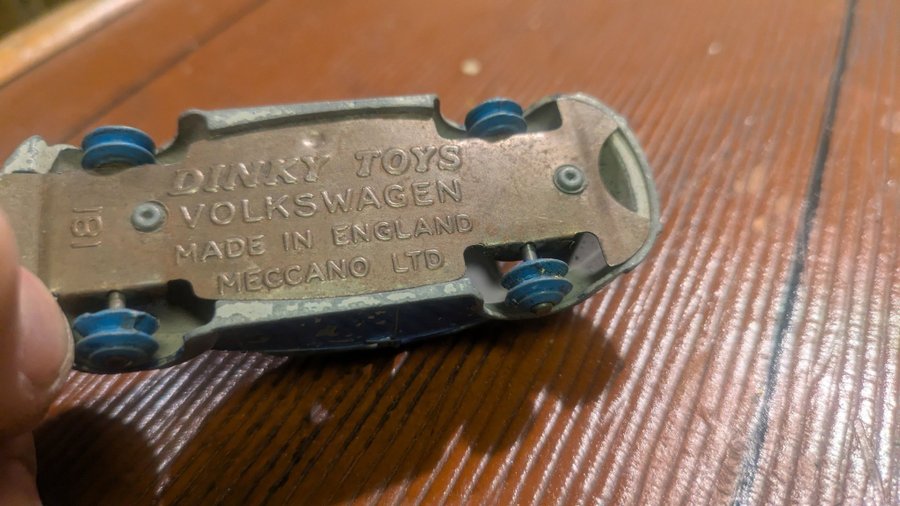 DINKY TOYS
VOLKSWAGEN
MADE IN ENGLAND
MECCANO LTD
181